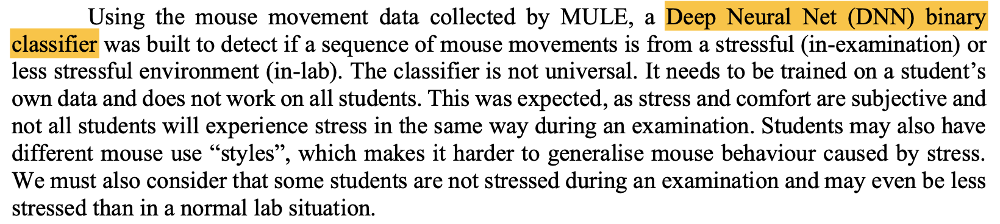 Using the mouse movement data collected by MULE, a Deep Neural Net (DNN) binary
classifier was built to detect if a sequence of mouse movements is from a stressful (in-examination) or
less stressful environment (in-lab). The classifier is not universal. It needs to be trained on a student’s
own data and does not work on all students. This was expected, as stress and comfort are subjective and
not all students will experience stress in the same way during an examination. Students may also have
different mouse use “styles”, which makes it harder to generalise mouse behaviour caused by stress.
We must also consider that some students are not stressed during an examination and may even be less
stressed than in a normal lab situation.